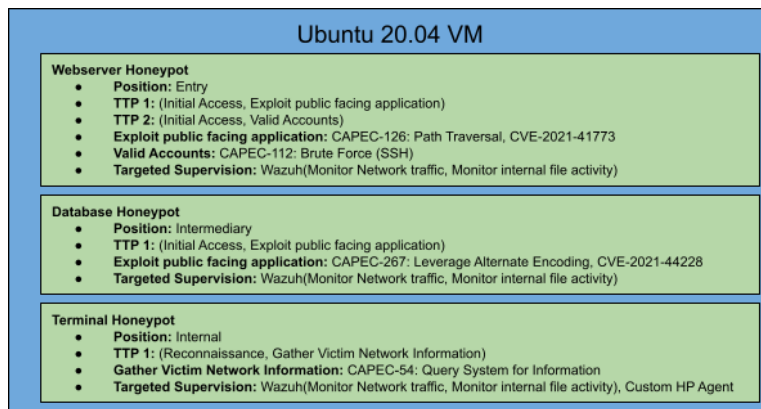 Ubuntu 20.04 VM
Webserver Honeypot
● Position: Entry
● TTP 1: (Initial Access, Exploit public facing application)
● TTP 2: (Initial Access, Valid Accounts)
● Exploit public facing application: CAPEC-126: Path Traversal, CVE-2021-41773
● Valid Accounts: CAPEC-112: Brute Force (SSH)
● Targeted Supervision: Wazuh(Monitor Network traffic, Monitor internal file activity)
Database Honeypot
● Position: Intermediary
● TTP 1: (Initial Access, Exploit public facing application)
● Exploit public facing application: CAPEC-267: Leverage Alternate Encoding, CVE-2021-44228
● Targeted Supervision: Wazuh(Monitor Network traffic, Monitor internal file activity)
Terminal Honeypot
● Position: Internal
● TTP 1: (Reconnaissance, Gather Victim Network Information)
● Gather Victim Network Information: CAPEC-54: Query System for Information
● Targeted Supervision: Wazuh(Monitor Network traffic, Monitor internal file activity), Custom HP Agent